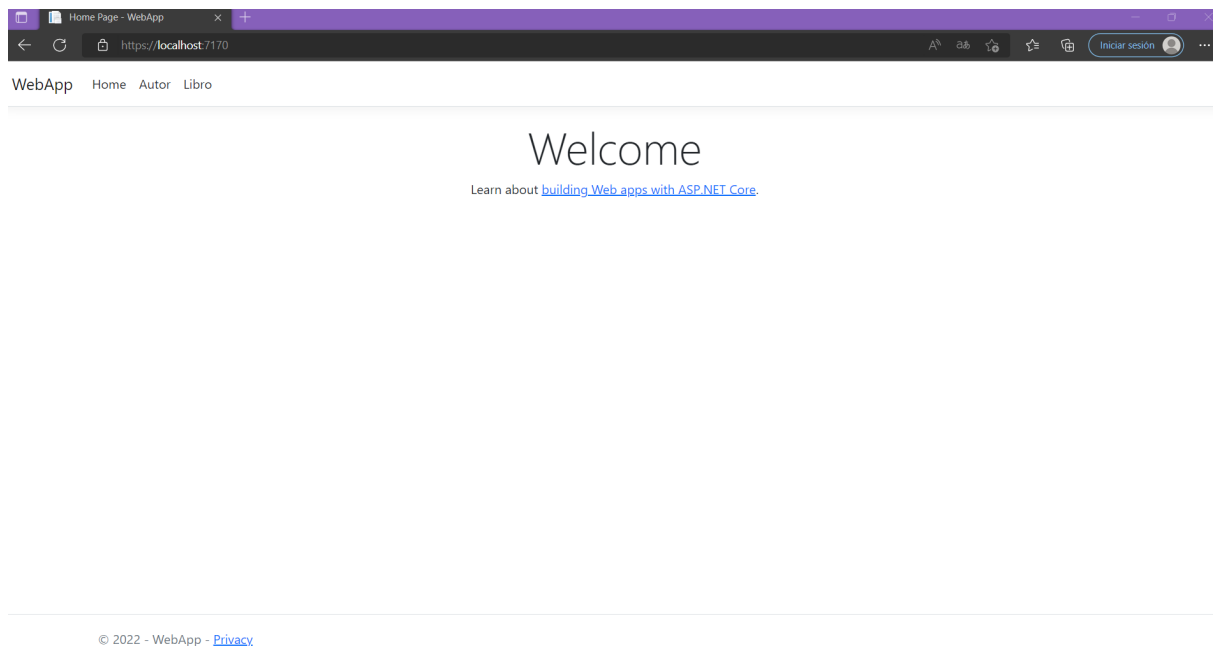 Home Page - WebApp
https://localhost:7170
Iniciar sesión
WebApp Home Autor Libro
Welcome
Learn about building Web apps with ASP.NET Core.
© 2022 - WebApp - Privacy